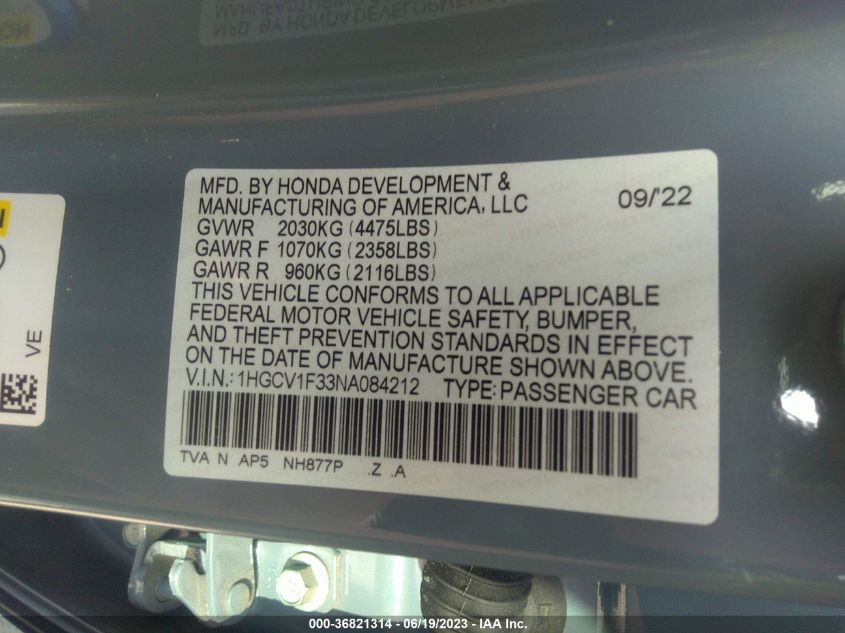 MFD. BY HONDA DEVELOPMENT &
MANUFACTURING OF AMERICA, LLC 09/'22
GVWR 2030KG (4475LBS)
GAWR F 1070KG (2358LBS)
GAWR R 960KG (2116LBS)
THIS VEHICLE CONFORMS TO ALL APPLICABLE
FEDERAL MOTOR VEHICLE SAFETY, BUMPER,
AND THEFT PREVENTION STANDARDS IN EFFECT
ON THE DATE OF MANUFACTURE SHOWN ABOVE.
V.I.N.: 1HGCV1F33NA084212 TYPE: PASSENGER CAR
TVA N AP5 NH877P .Z .A
VE
000-36821314 - 06/19/2023 - IAA Inc.